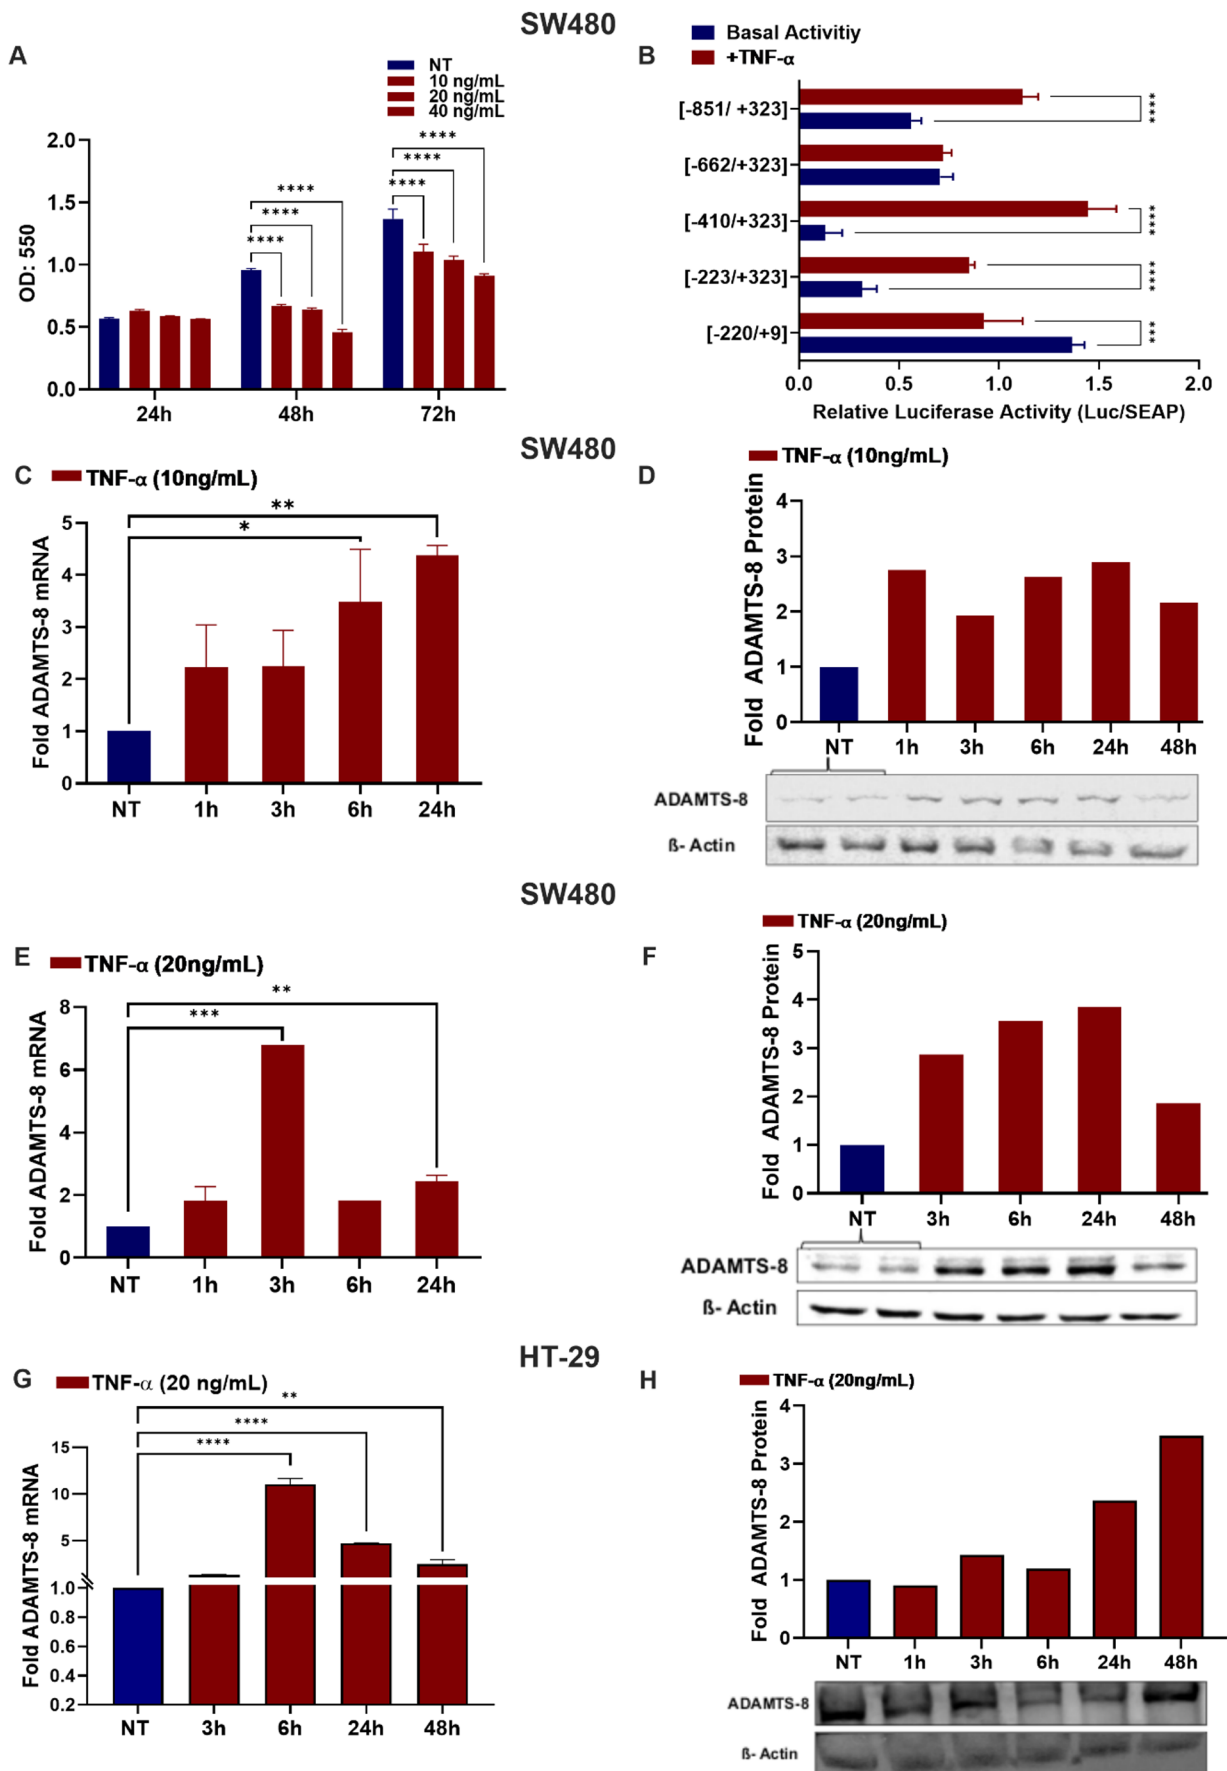 SW480
A
NT
10 ng/mL
20 ng/mL
40 ng/mL
OD: 550
2.0
1.5
1.0
0.5
0.0
****
****
****
****
****
****
24h
48h
72h
B
Basal Activitiy
+TNF-α
[-851/ +323]
[-662/+323]
[-410/+323]
[-223/+323]
[-220/+9]
****
****
****
***
0.0
0.5
1.0
1.5
2.0
Relative Luciferase Activity (Luc/SEAP)
SW480
C
TNF-α (10ng/mL)
Fold ADAMTS-8 mRNA
5
4
3
2
1
0
**
*
NT
1h
3h
6h
24h
D
TNF-α (10ng/mL)
Fold ADAMTS-8 Protein
4
3
2
1
0
NT
1h
3h
6h
24h
48h
ADAMTS-8
ß- Actin
SW480
E
TNF-α (20ng/mL)
Fold ADAMTS-8 mRNA
8
6
4
2
0
**
***
NT
1h
3h
6h
24h
F
TNF-α (20ng/mL)
Fold ADAMTS-8 Protein
5
4
3
2
1
0
NT
3h
6h
24h
48h
ADAMTS-8
ß- Actin
HT-29
G
TNF-α (20 ng/mL)
Fold ADAMTS-8 mRNA
15
10
5
1.0
0.8
0.6
0.4
0.2
**
****
****
NT
3h
6h
24h
48h
H
TNF-α (20ng/mL)
Fold ADAMTS-8 Protein
4
3
2
1
0
NT
1h
3h
6h
24h
48h
ADAMTS-8
ß- Actin